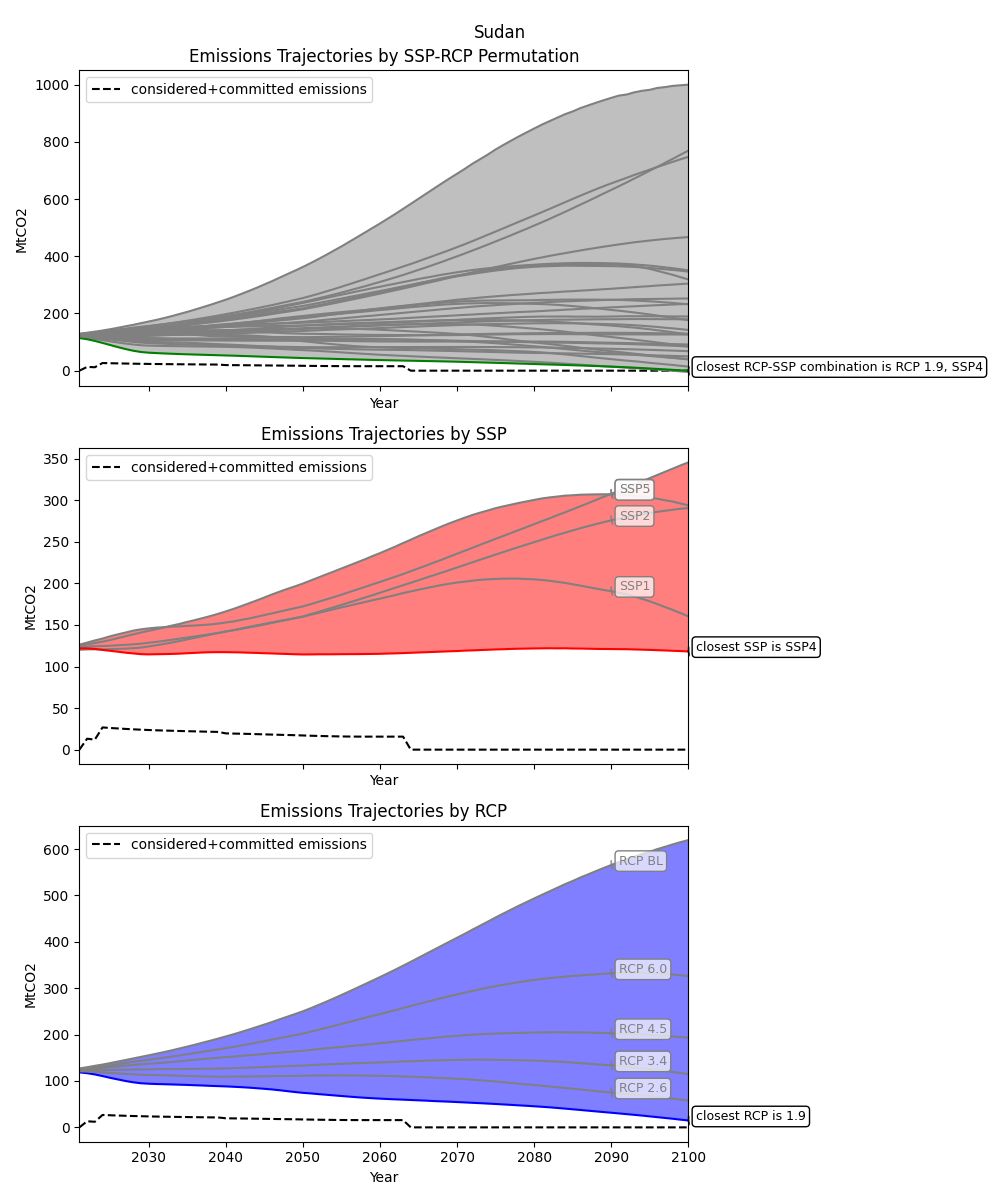 Sudan
Emissions Trajectories by SSP-RCP Permutation
considered+committed emissions
1000
800
600
400
200
0
MtCO2
Year
closest RCP-SSP combination is RCP 1.9, SSP4
Emissions Trajectories by SSP
considered+committed emissions
350
300
250
200
150
100
50
0
MtCO2
SSP5
SSP2
SSP1
closest SSP is SSP4
Year
Emissions Trajectories by RCP
considered+committed emissions
600
500
400
300
200
100
0
MtCO2
RCP BL
RCP 6.0
RCP 4.5
RCP 3.4
RCP 2.6
closest RCP is 1.9
2030 2040 2050 2060 2070 2080 2090 2100
Year